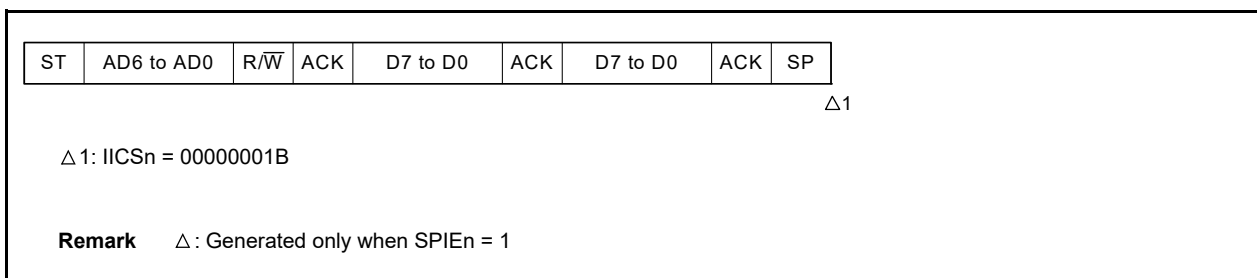 ST AD6 to AD0 R/W̅ ACK D7 to D0 ACK D7 to D0 ACK SP
△1
△1: IICSn = 00000001B
Remark △: Generated only when SPIEn = 1